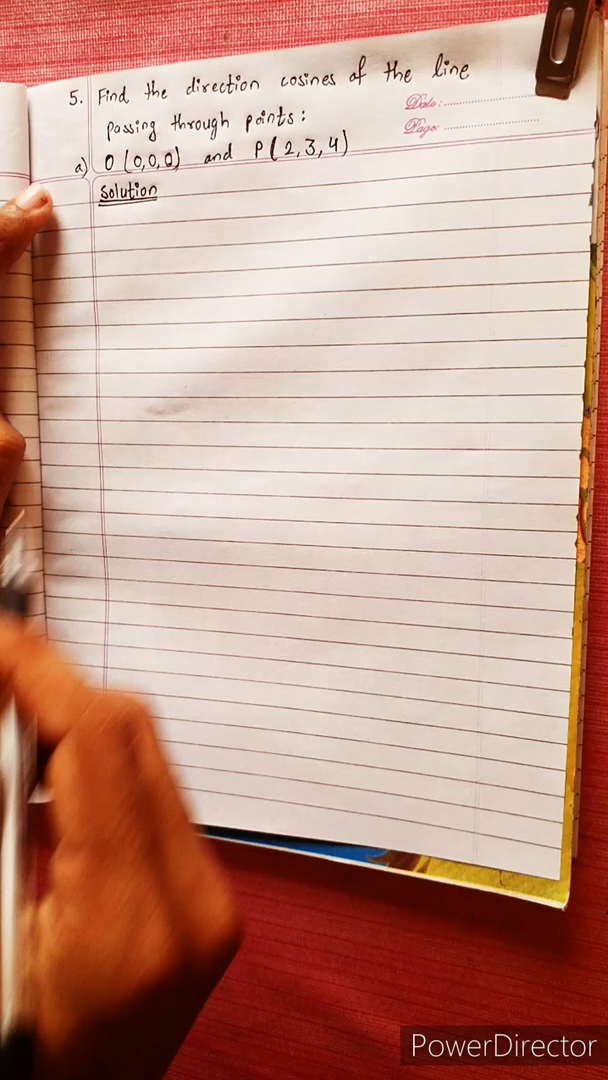 5. Find the direction cosines of the line
Date:
passing through points:
Page:
a) O (0,0,0) and P(2,3,4)
Solution
PowerDirector